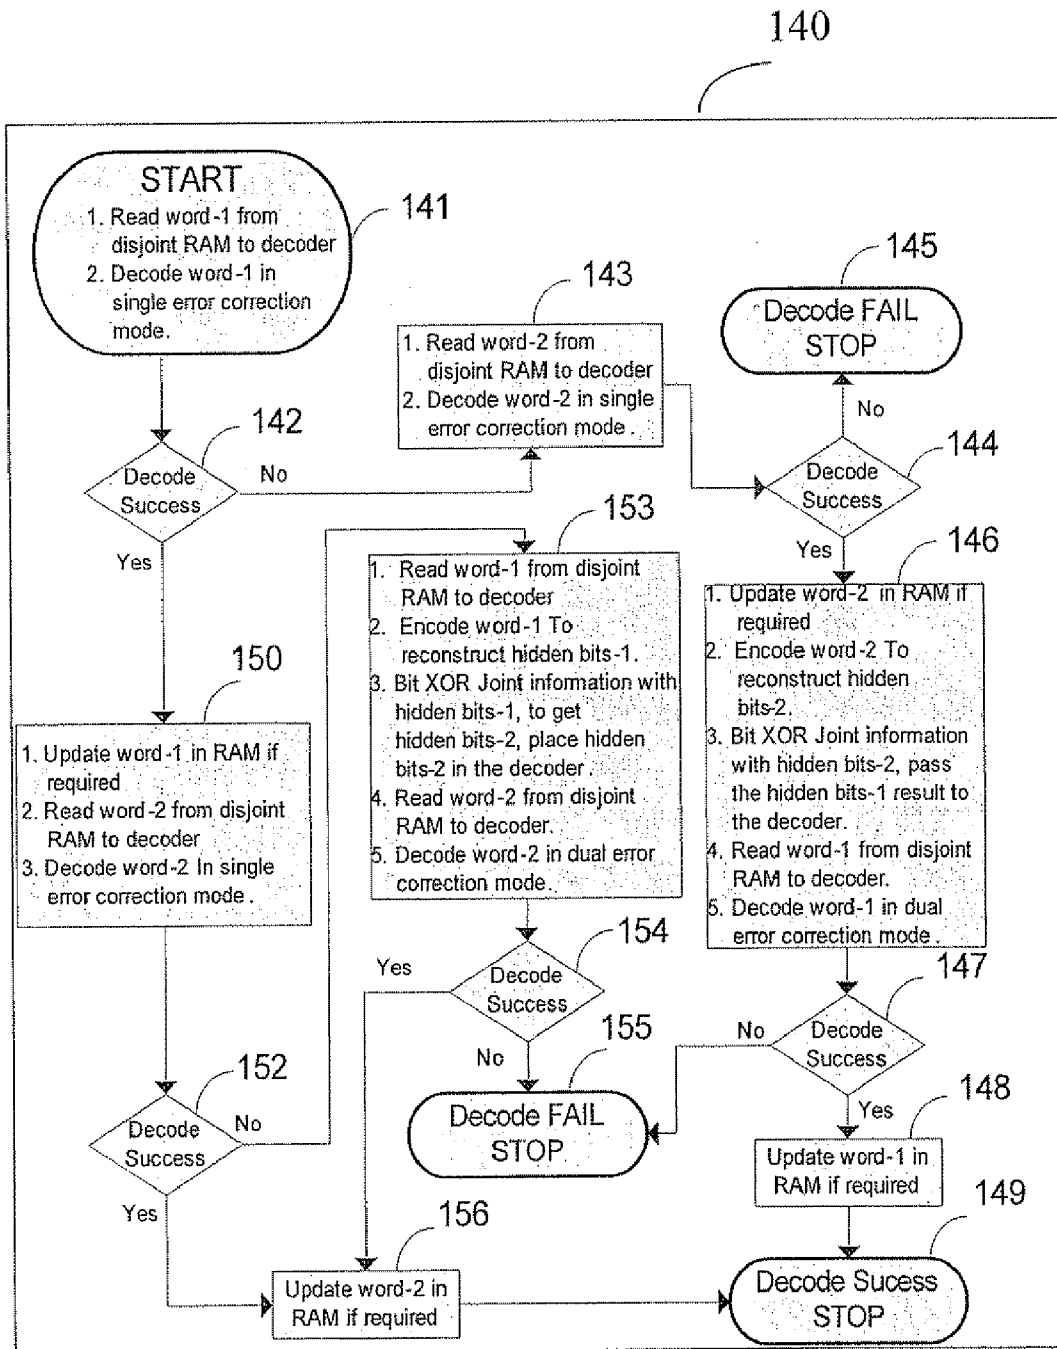 140
START
1. Read word-1 from
disjoint RAM to decoder
2. Decode word-1 in
single error correction
mode.
141
142
Decode
Success
No
Yes
143
1. Read word-2 from
disjoint RAM to decoder
2. Decode word-2 in single
error correction mode.
145
Decode FAIL
STOP
No
144
Decode
Success
Yes
146
1. Update word-2 in RAM if
required
2. Encode word-2 To
reconstruct hidden
bits-2.
3. Bit XOR Joint information
with hidden bits-2, pass
the hidden bits-1 result to
the decoder.
4. Read word-1 from disjoint
RAM to decoder.
5. Decode word-1 in dual
error correction mode.
153
1. Read word-1 from disjoint
RAM to decoder
2. Encode word-1 To
reconstruct hidden bits-1.
3. Bit XOR Joint information with
hidden bits-1, to get
hidden bits-2, place hidden
bits-2 in the decoder.
4. Read word-2 from disjoint
RAM to decoder.
5. Decode word-2 in dual error
correction mode.
150
1. Update word-1 in RAM if
required
2. Read word-2 from disjoint
RAM to decoder
3. Decode word-2 In single
error correction mode.
154
Yes
Decode
Success
No
147
No
Decode
Success
Yes
155
Decode FAIL
STOP
152
Decode
Success
No
Yes
148
Update word-1 in
RAM if required
156
Update word-2 in
RAM if required
149
Decode Sucess
STOP